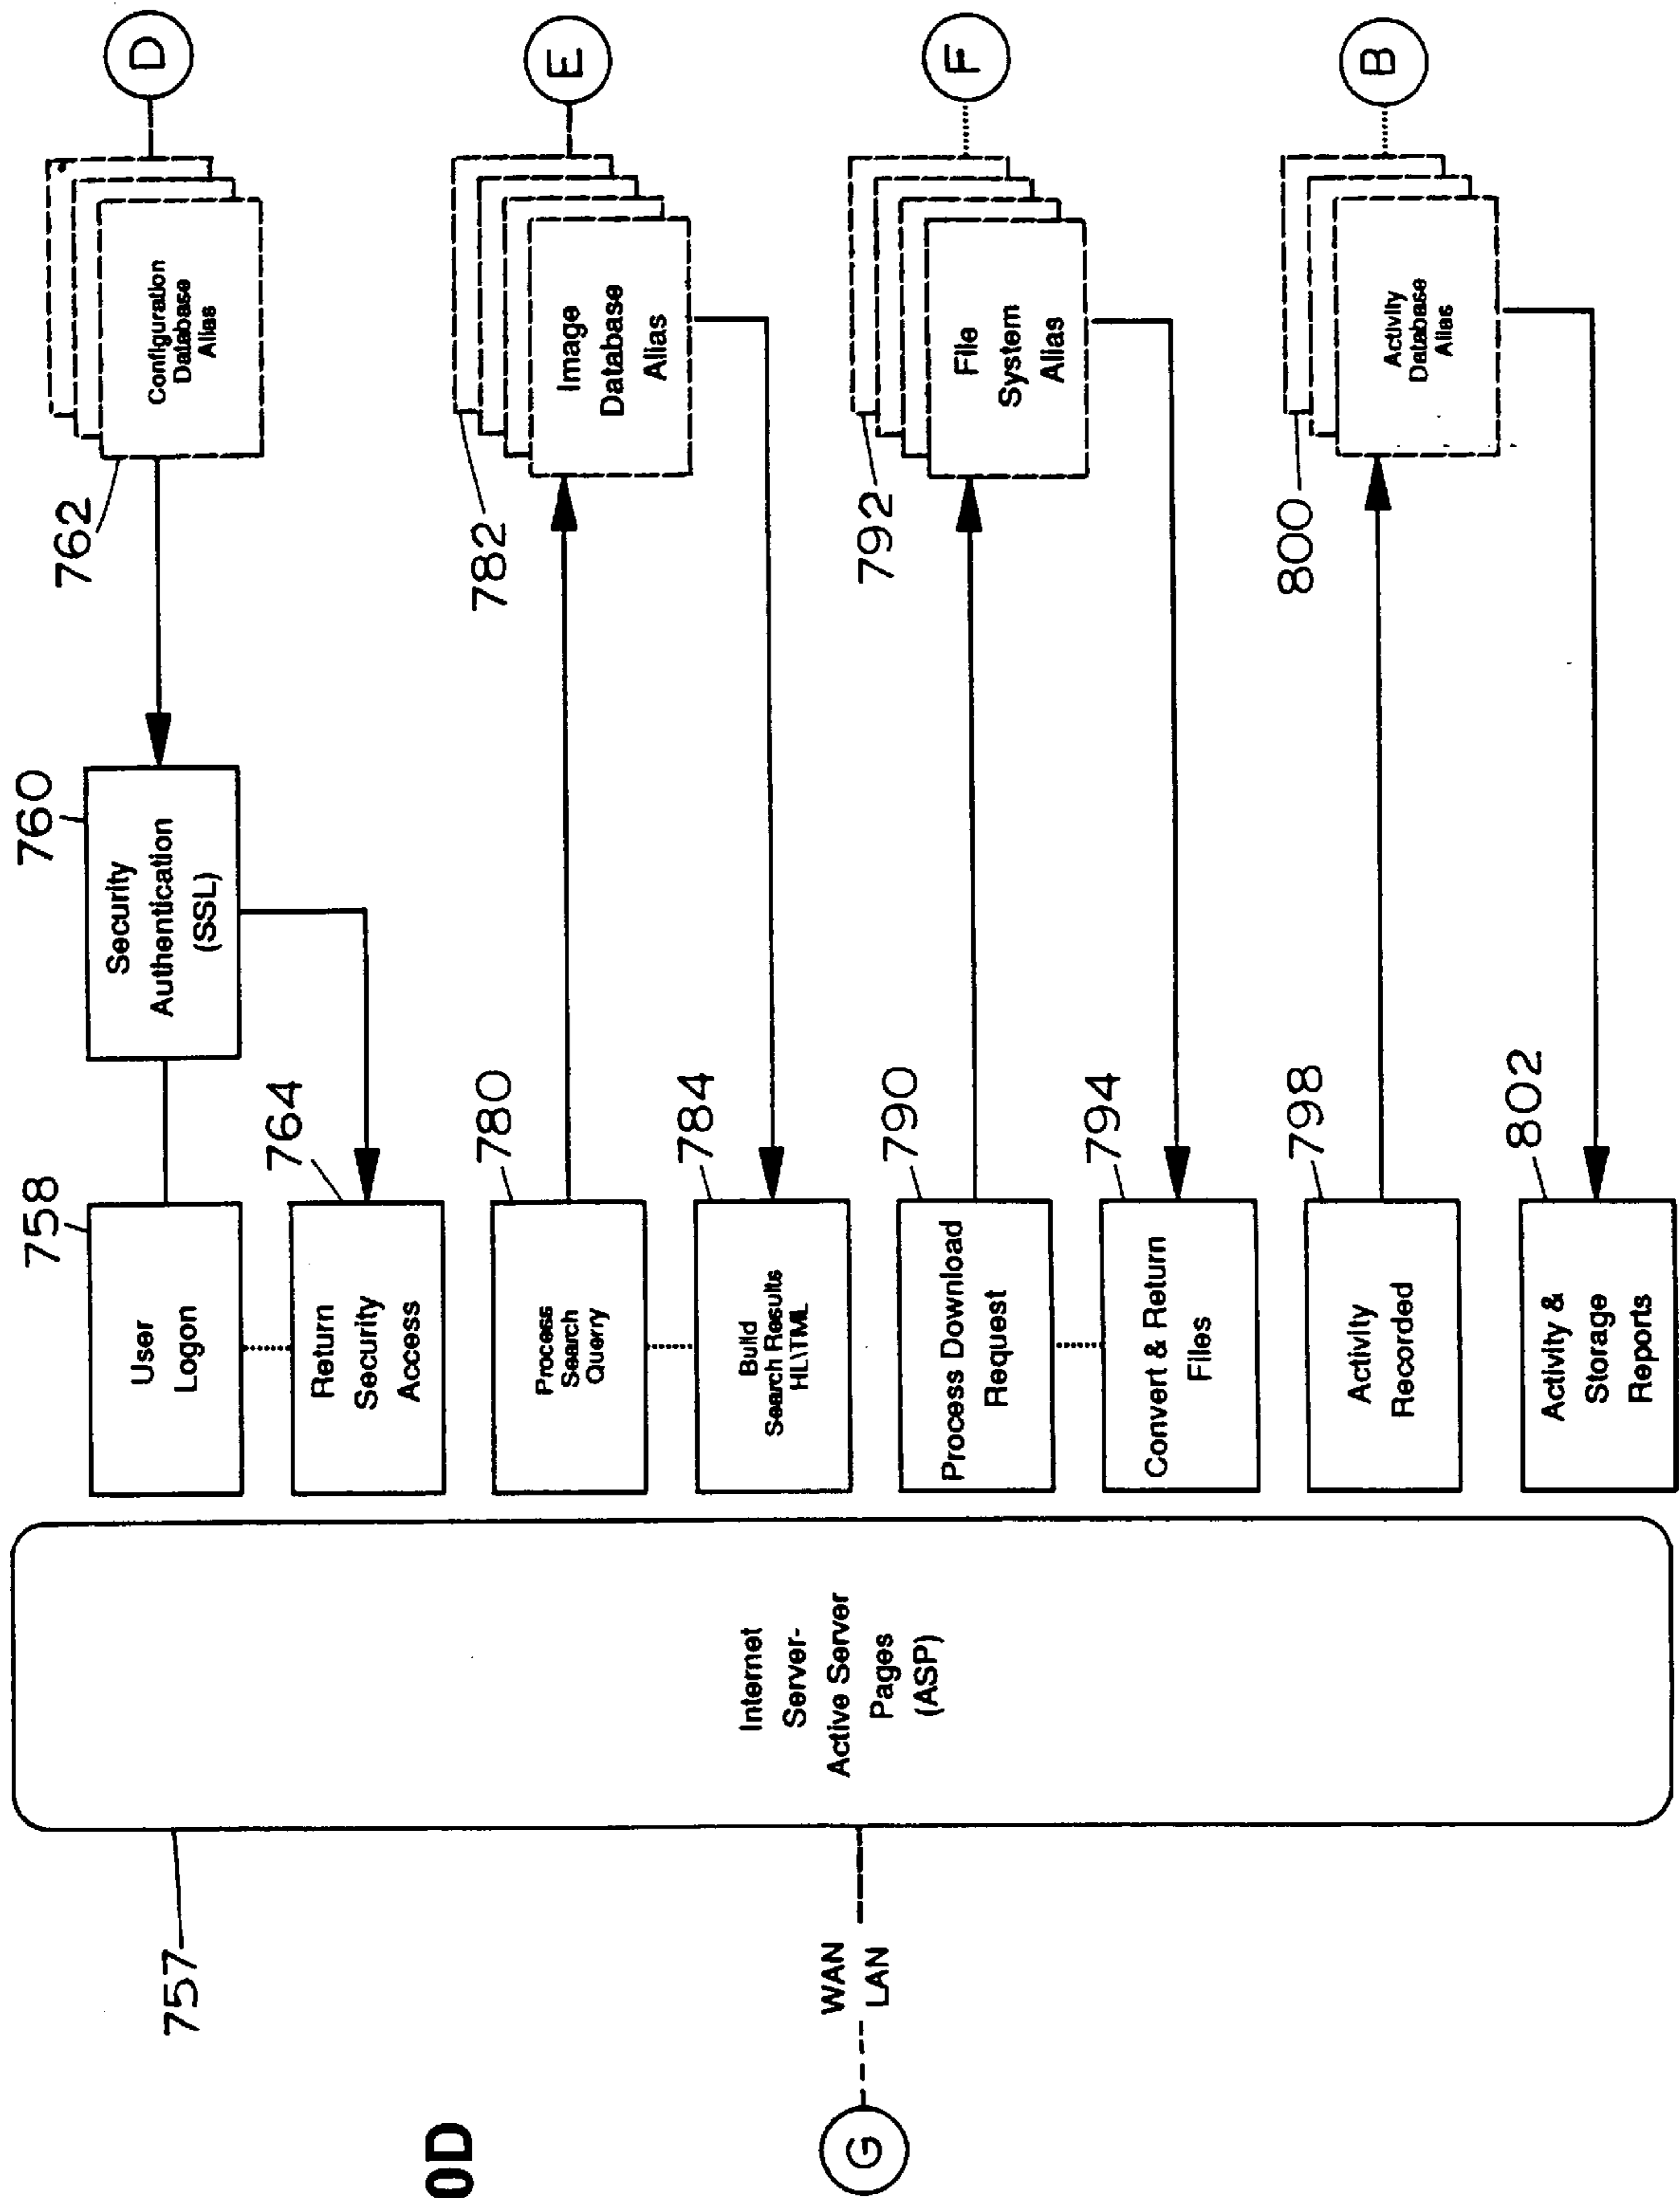 0D
G
WAN
LAN
757
Internet
Server-
Active Server
Pages
(ASP)
758
User
Logon
760
Security
Authentication
(SSL)
762
Configuration
Database
Alias
D
764
Return
Security
Access
780
Process
Search
Querry
782
Image
Database
Alias
E
784
Build
Search Results
HL\TML
790
Process Download
Request
792
File
System
Alias
F
794
Convert & Return
Files
798
Activity
Recorded
800
Activity
Database
Alias
B
802
Activity &
Storage
Reports